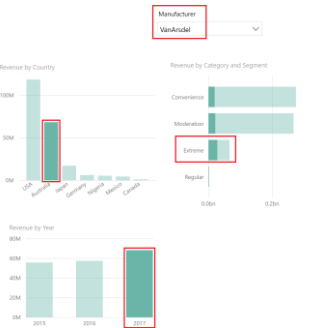 Manufacturer
VanArsdel
Revenue by Country
100M
50M
0M
USA
Australia
Japan
Germany
Nigeria
Mexico
Canada
Revenue by Category and Segment
Convenience
Moderation
Extreme
Regular
0.0bn
0.2bn
Revenue by Year
80M
60M
40M
20M
0M
2015
2016
2017